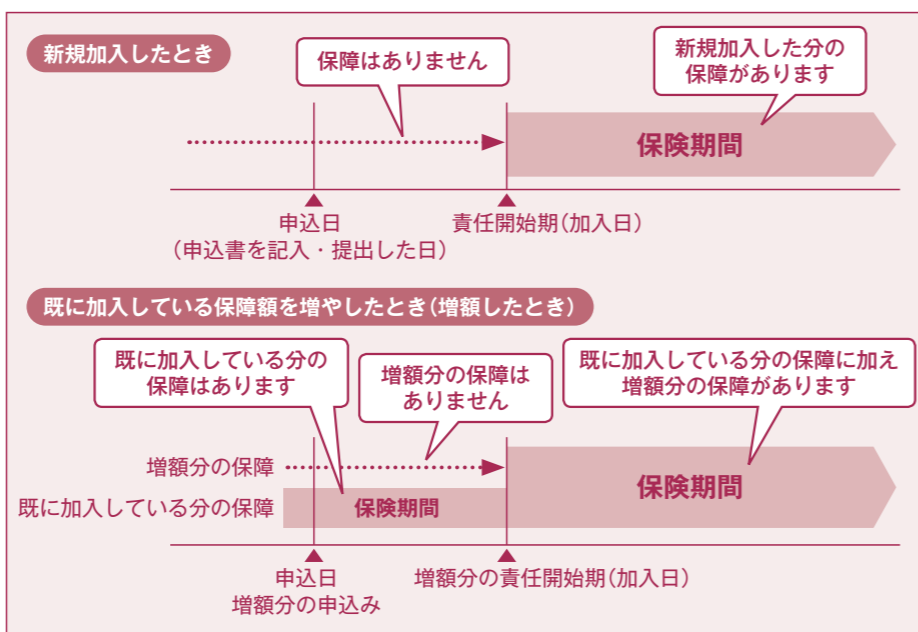 新規加入したとき
保障はありません
新規加入した分の
保障があります
保険期間
申込日
（申込書を記入・提出した日）
責任開始期（加入日）
既に加入している保障額を増やしたとき（増額したとき）
既に加入している分の
保障はあります
増額分の保障は
ありません
既に加入している分の保障に加え
増額分の保障があります
増額分の保障
既に加入している分の保障
保険期間
保険期間
申込日
増額分の申込み
増額分の責任開始期（加入日）